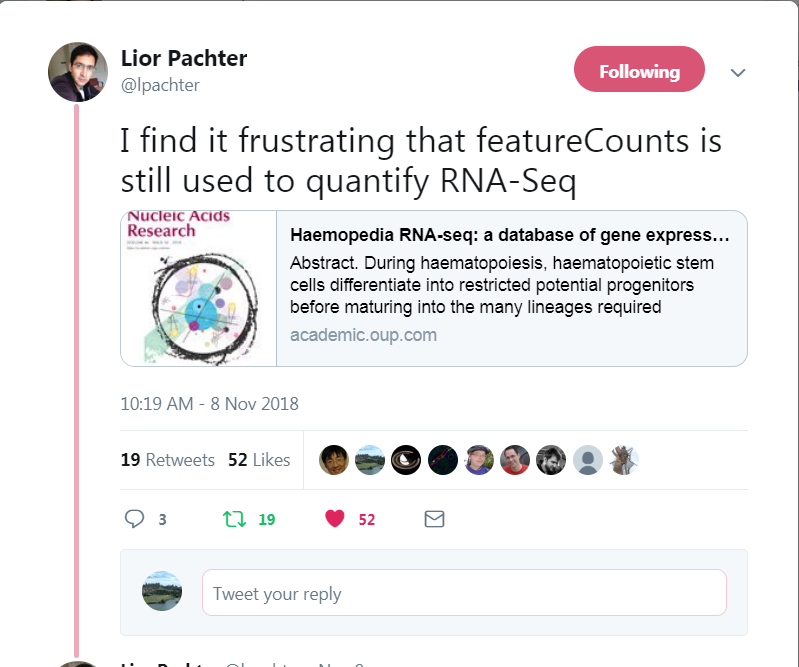 Lior Pachter
@lpachter
Following
I find it frustrating that featureCounts is
still used to quantify RNA-Seq
Nucleic Acids
Research
Haemopedia RNA-seq: a database of gene express...
Abstract. During haematopoiesis, haematopoietic stem
cells differentiate into restricted potential progenitors
before maturing into the many lineages required
academic.oup.com
10:19 AM - 8 Nov 2018
19 Retweets 52 Likes
3 19 52
Tweet your reply